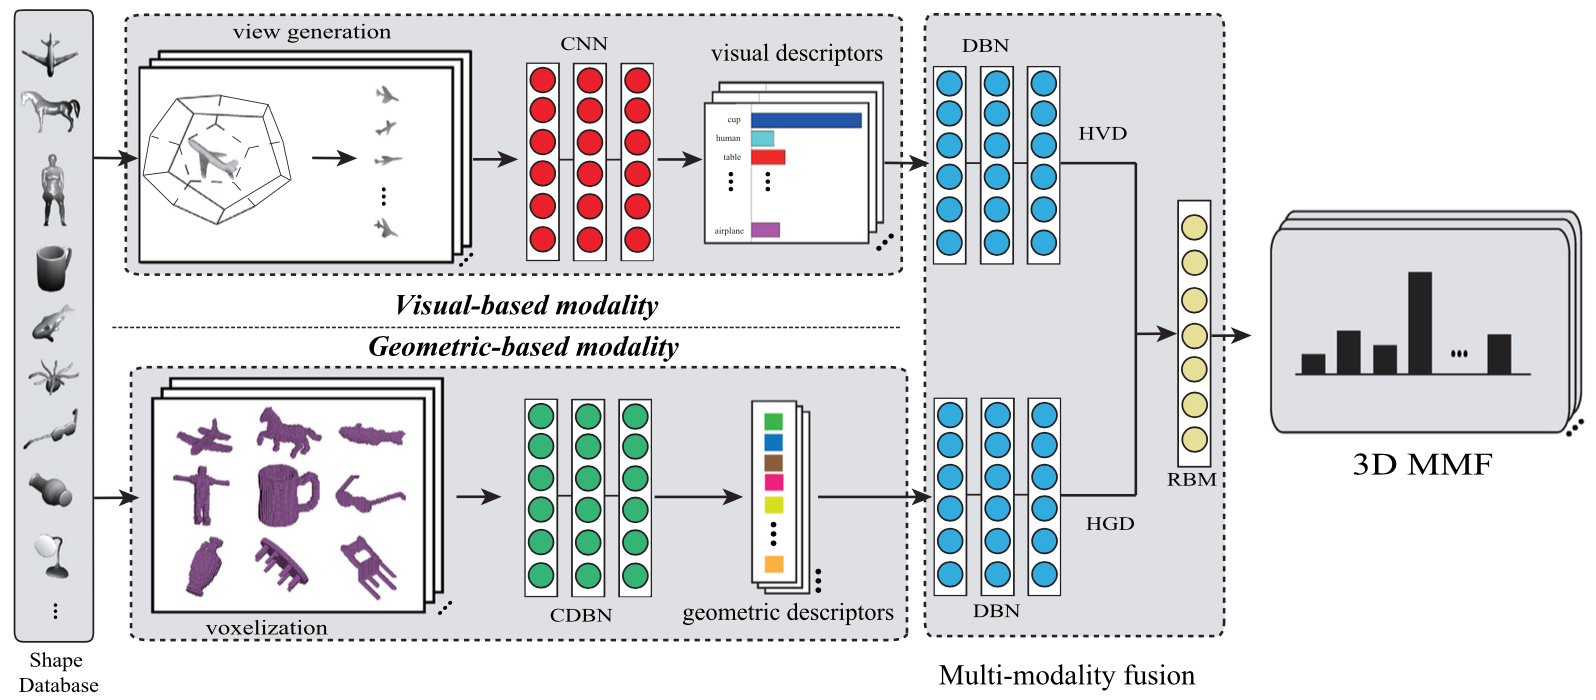 view generation
CNN
visual descriptors
cup
human
table
airplane
DBN
HVD
Visual-based modality
Geometric-based modality
voxelization
CDBN
geometric descriptors
DBN
HGD
RBM
3D MMF
Multi-modality fusion
Shape
Database